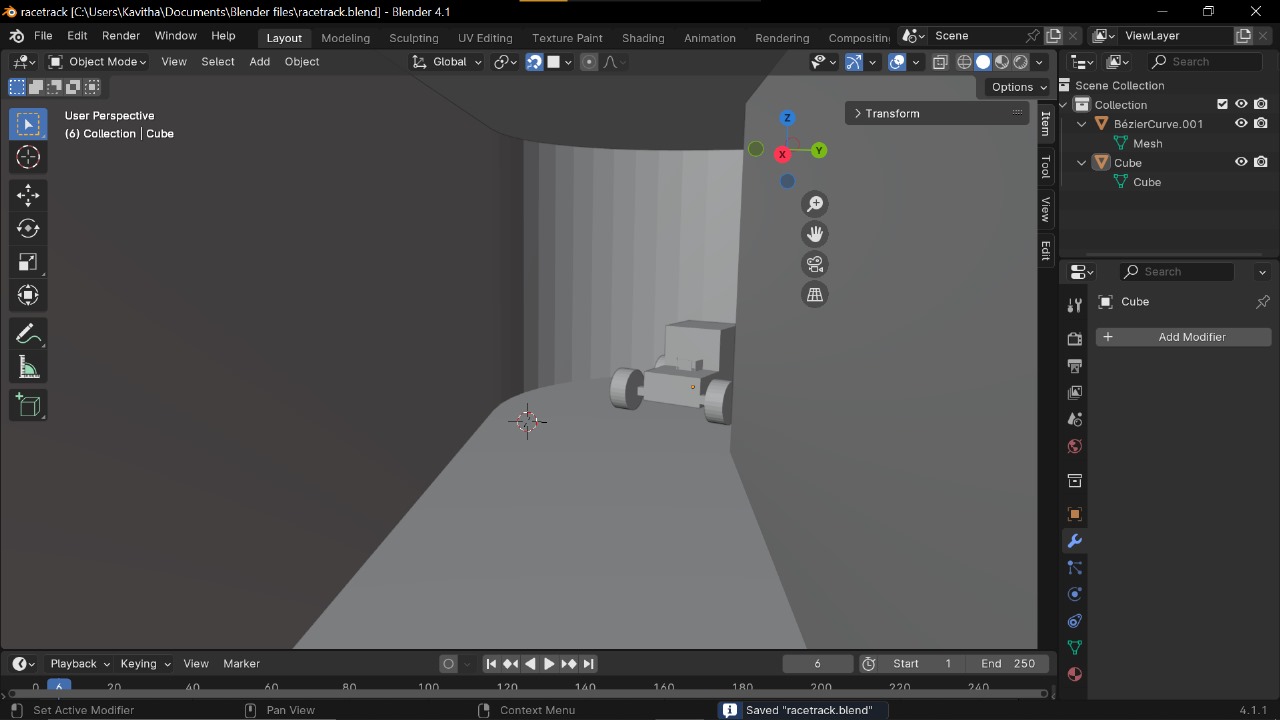 racetrack [C:\Users\Kavitha\Documents\Blender files\racetrack.blend] - Blender 4.1
File Edit Render Window Help Layout Modeling Sculpting UV Editing Texture Paint Shading Animation Rendering Compositing Scene ViewLayer
Object Mode View Select Add Object Global Search
Options
User Perspective
(6) Collection | Cube
Transform
Z
Y
X
Item
Tool
View
Edit
Scene Collection
Collection
BézierCurve.001
Mesh
Cube
Cube
Search
Cube
+ Add Modifier
Playback Keying View Marker 6 Start 1 End 250
0 6 20 40 60 80 100 120 140 160 180 200 220 240
Set Active Modifier Pan View Context Menu Saved "racetrack.blend" 4.1.1